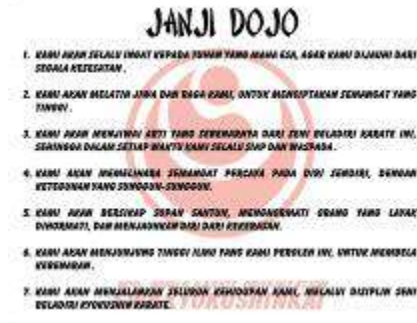 JANJI DOJO
1. KAMI AKAN SELALU INGAT KEPADA TUHAN YANG MAHA ESA, AGAR KAMI DIJAUHI DARI
SEGALA KESESATAN .
2. KAMI AKAN MELATIH JIWA DAN RAGA KAMI, UNTUK MENCIPTAKAN SEMANGAT YANG
TINGGI .
3. KAMI AKAN MENJIWAI ARTI YANG SEBENARNYA DARI SENI BELADIRI KARATE INI,
SEHINGGA DALAM SETIAP WAKTU KAMI SELALU SIAP DAN WASPADA .
4. KAMI AKAN MEMELIHARA SEMANGAT PERCAYA PADA DIRI SENDIRI, DENGAN
KETEGUHAN YANG SUNGGUH-SUNGGUH.
5. KAMI AKAN BERSIKAP SOPAN SANTUN, MENGHORMATI ORANG YANG LAYAK
DIHORMATI, DAN MENJAUHKAN DIRI DARI KEKERASAN.
6. KAMI AKAN MENJUNJUNG TINGGI ILMU YANG KAMI PEROLEH INI, UNTUK MEMBELA
KEBENARAN .
7. KAMI AKAN MENJALANKAN SELURUH KEHIDUPAN KAMI, MELALUI DISIPLIN SENI
BELADIRI KYOKUSHIN KARATE.
KYOKUSHINKAI